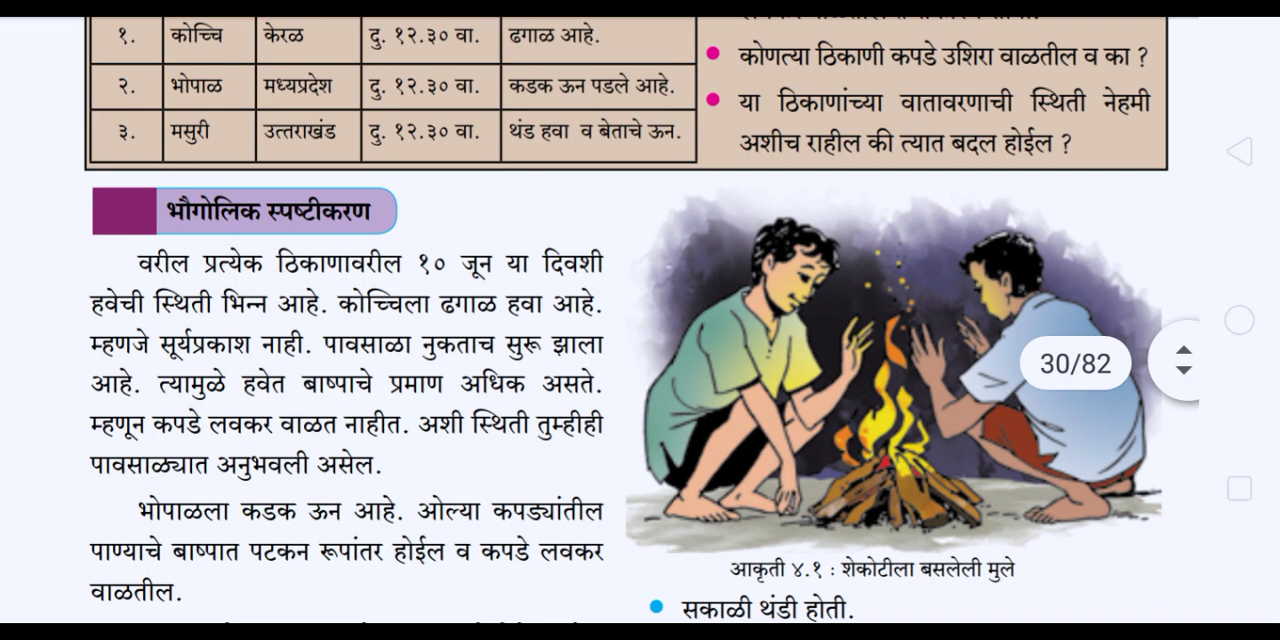 १. कोच्चि केरळ दु. १२.३० वा. ढगाळ आहे.
२. भोपाळ मध्यप्रदेश दु. १२.३० वा. कडक ऊन पडले आहे.
३. मसुरी उत्तराखंड दु. १२.३० वा. थंड हवा व बेताचे ऊन.
• कोणत्या ठिकाणी कपडे उशिरा वाळतील व का ?
• या ठिकाणांच्या वातावरणाची स्थिती नेहमी
अशीच राहील की त्यात बदल होईल ?
भौगोलिक स्पष्टीकरण
वरील प्रत्येक ठिकाणावरील १० जून या दिवशी
हवेची स्थिती भिन्न आहे. कोच्चिला ढगाळ हवा आहे.
म्हणजे सूर्यप्रकाश नाही. पावसाळा नुकताच सुरू झाला
आहे. त्यामुळे हवेत बाष्पाचे प्रमाण अधिक असते.
म्हणून कपडे लवकर वाळत नाहीत. अशी स्थिती तुम्हीही
पावसाळ्यात अनुभवली असेल.
भोपाळला कडक ऊन आहे. ओल्या कपड्यांतील
पाण्याचे बाष्पात पटकन रूपांतर होईल व कपडे लवकर
वाळतील.
30/82
आकृती ४.१ : शेकोटीला बसलेली मुले
• सकाळी थंडी होती.